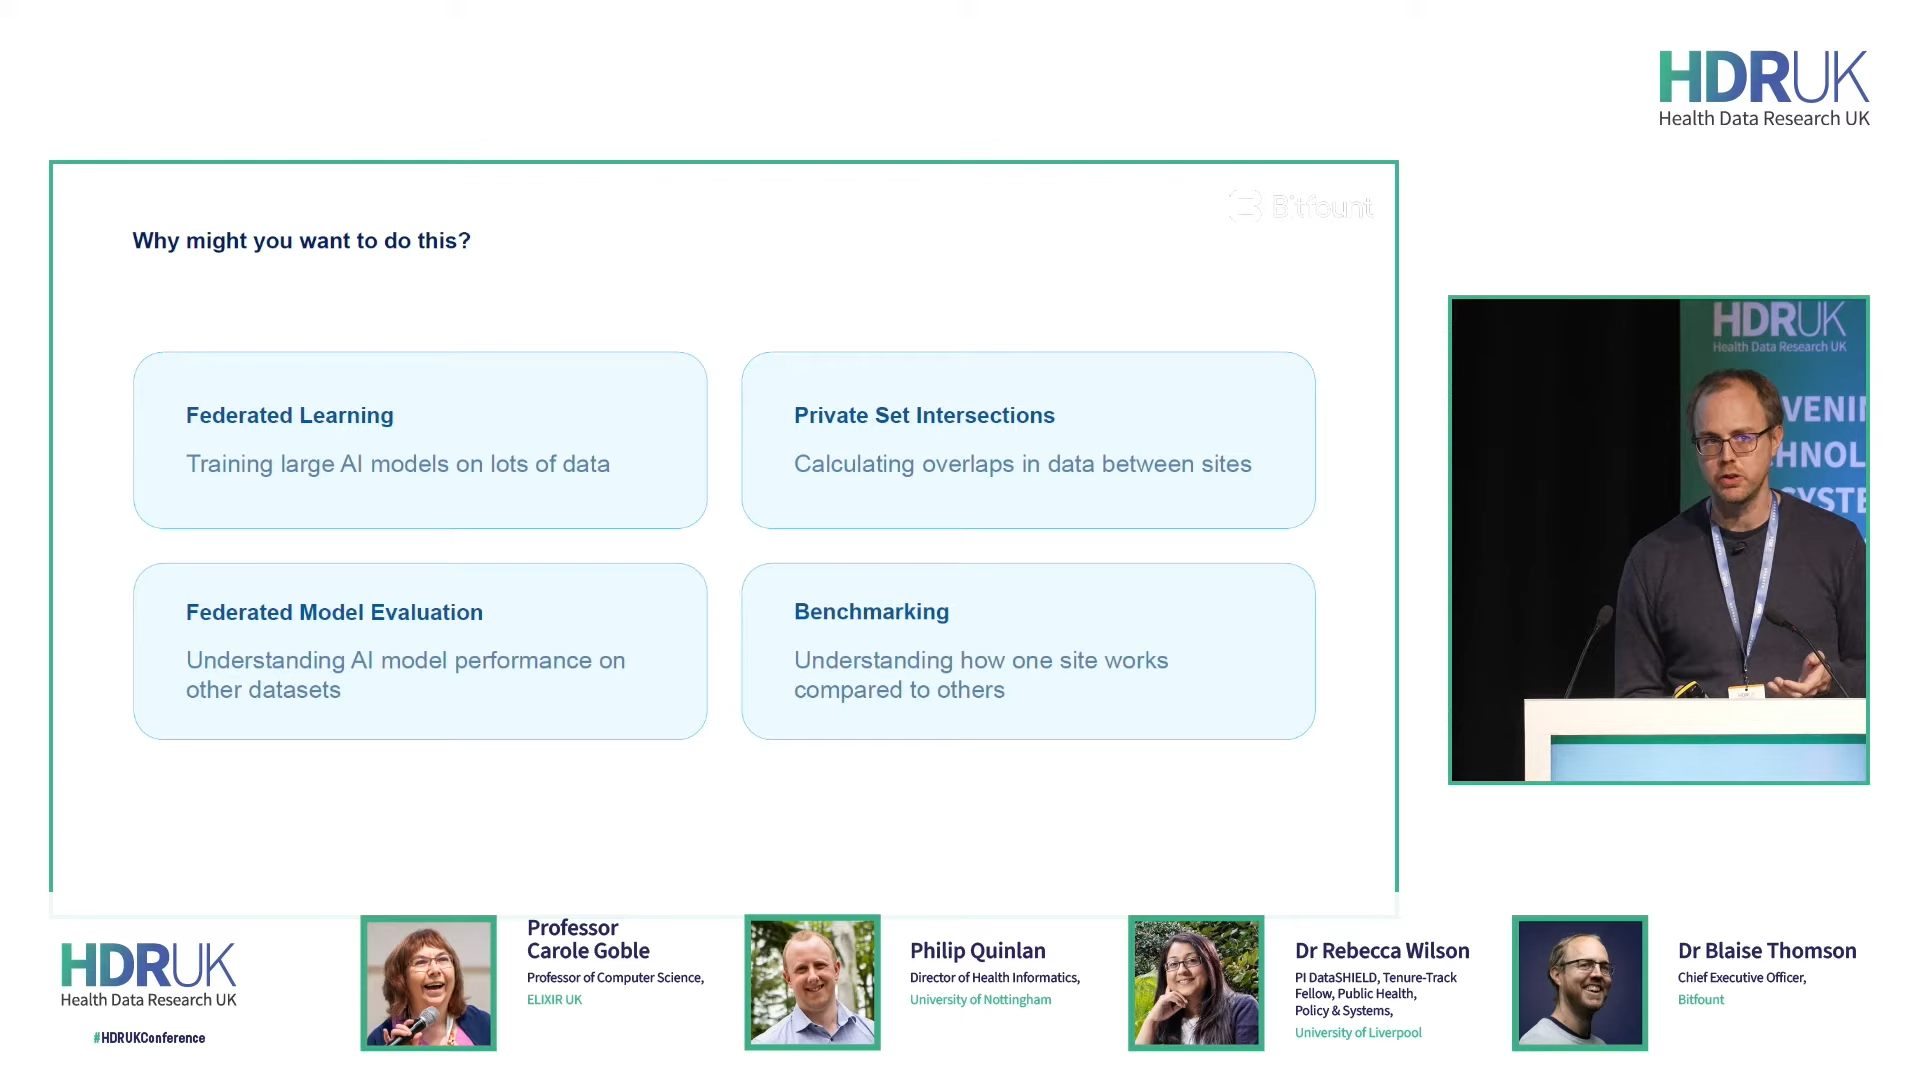 HDRUK
Health Data Research UK
Bitfount
Why might you want to do this?
Federated Learning
Training large AI models on lots of data
Private Set Intersections
Calculating overlaps in data between sites
Federated Model Evaluation
Understanding AI model performance on
other datasets
Benchmarking
Understanding how one site works
compared to others
HDRUK
Health Data Research UK
VENIN
HNOL
SYSTE
HDRUK
Health Data Research UK
#HDRUKConference
Professor
Carole Goble
Professor of Computer Science,
ELIXIR UK
Philip Quinlan
Director of Health Informatics,
University of Nottingham
Dr Rebecca Wilson
PI DataSHIELD, Tenure-Track
Fellow, Public Health,
Policy & Systems,
University of Liverpool
Dr Blaise Thomson
Chief Executive Officer,
Bitfount